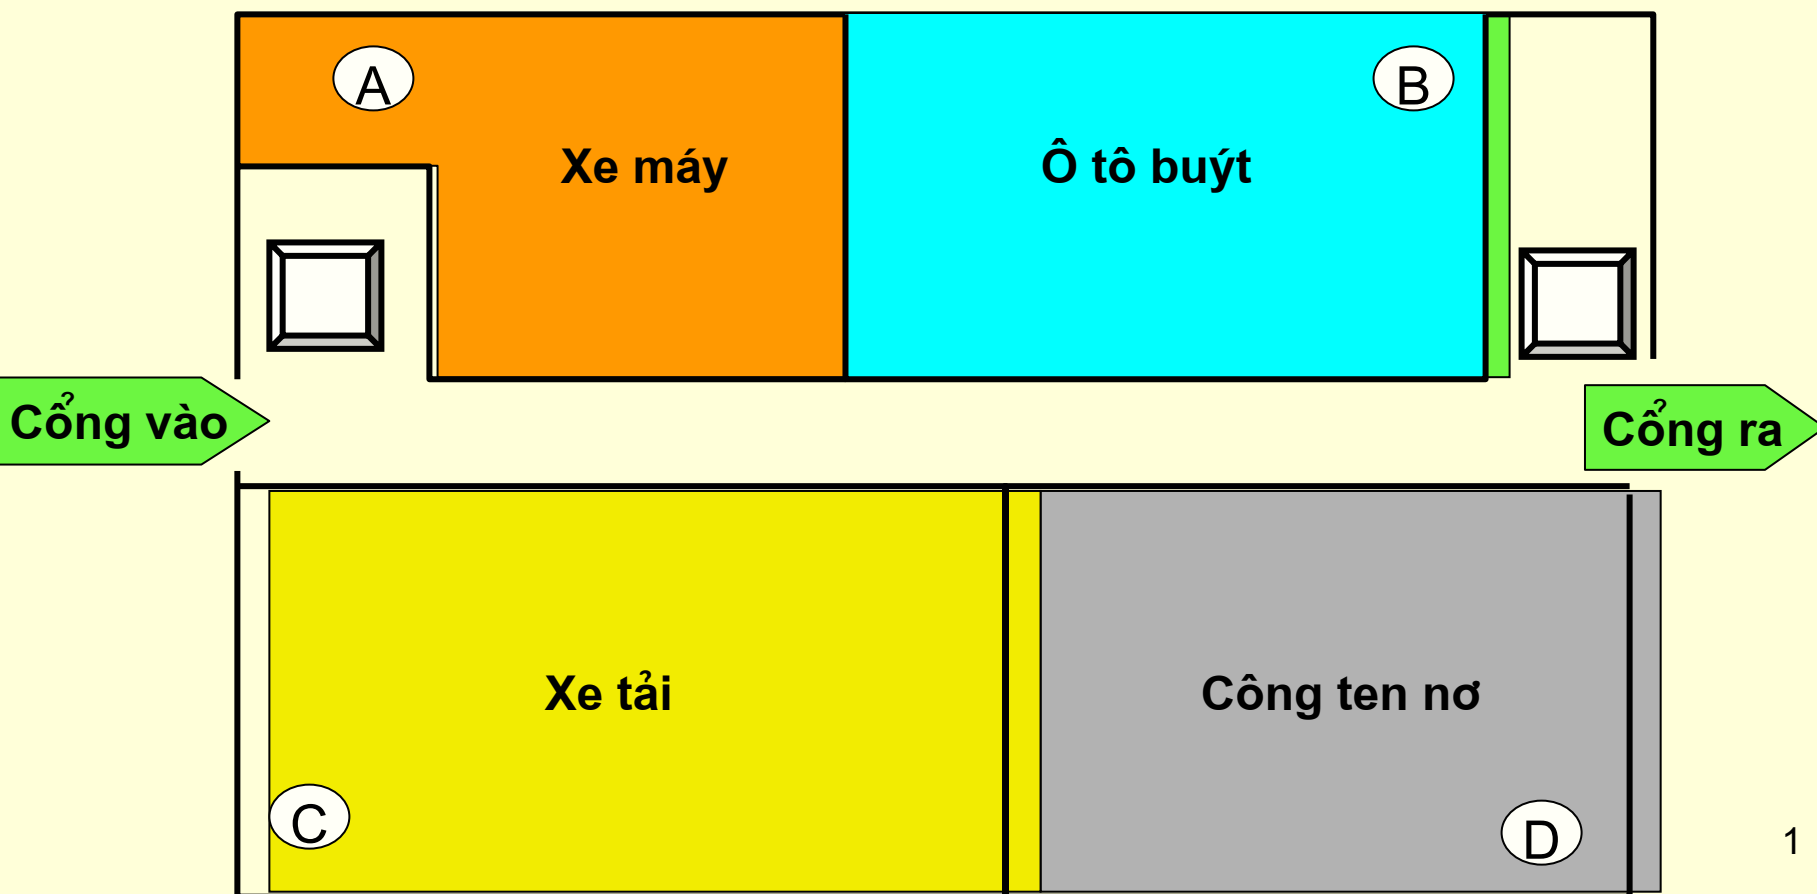 A
B
Xe máy
Ô tô buýt
Cổng vào
Cổng ra
Xe tải
Công ten nơ
C
D
1